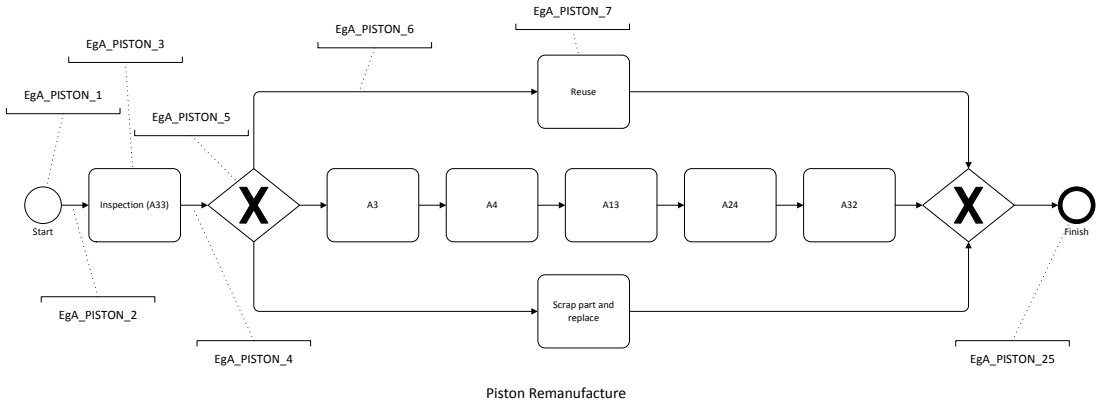 EgA_PISTON_7
EgA_PISTON_6
EgA_PISTON_3
EgA_PISTON_1
EgA_PISTON_5
Reuse
X
X
Inspection (A33)
A3
A4
A13
A24
A32
Start
Finish
Scrap part and
replace
EgA_PISTON_2
EgA_PISTON_4
EgA_PISTON_25
Piston Remanufacture